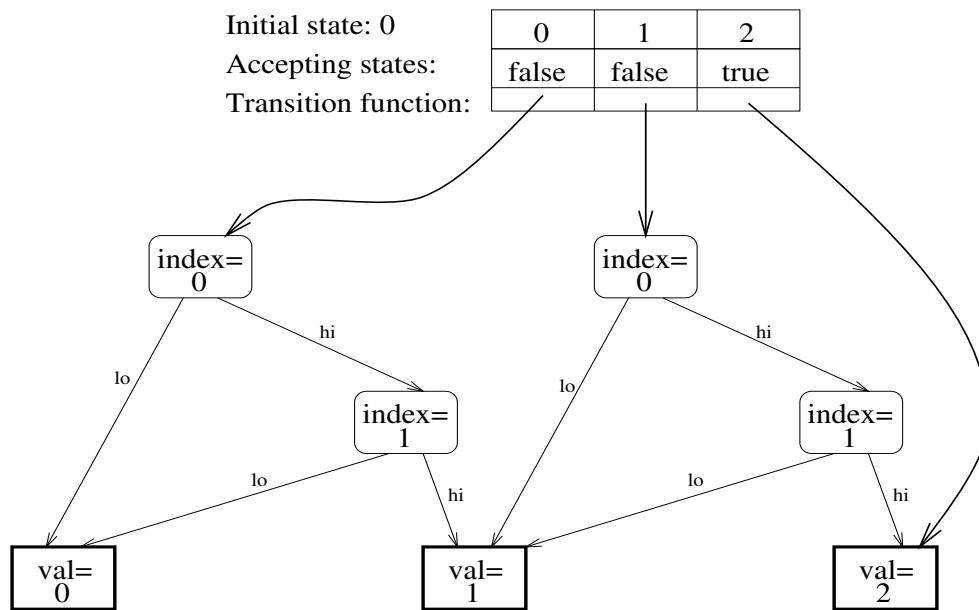 Initial state: 0
0 1 2
Accepting states:
false false true
Transition function:
index=
0
index=
0
hi
hi
lo
lo
index=
1
index=
1
lo
hi
lo
hi
val=
0
val=
1
val=
2